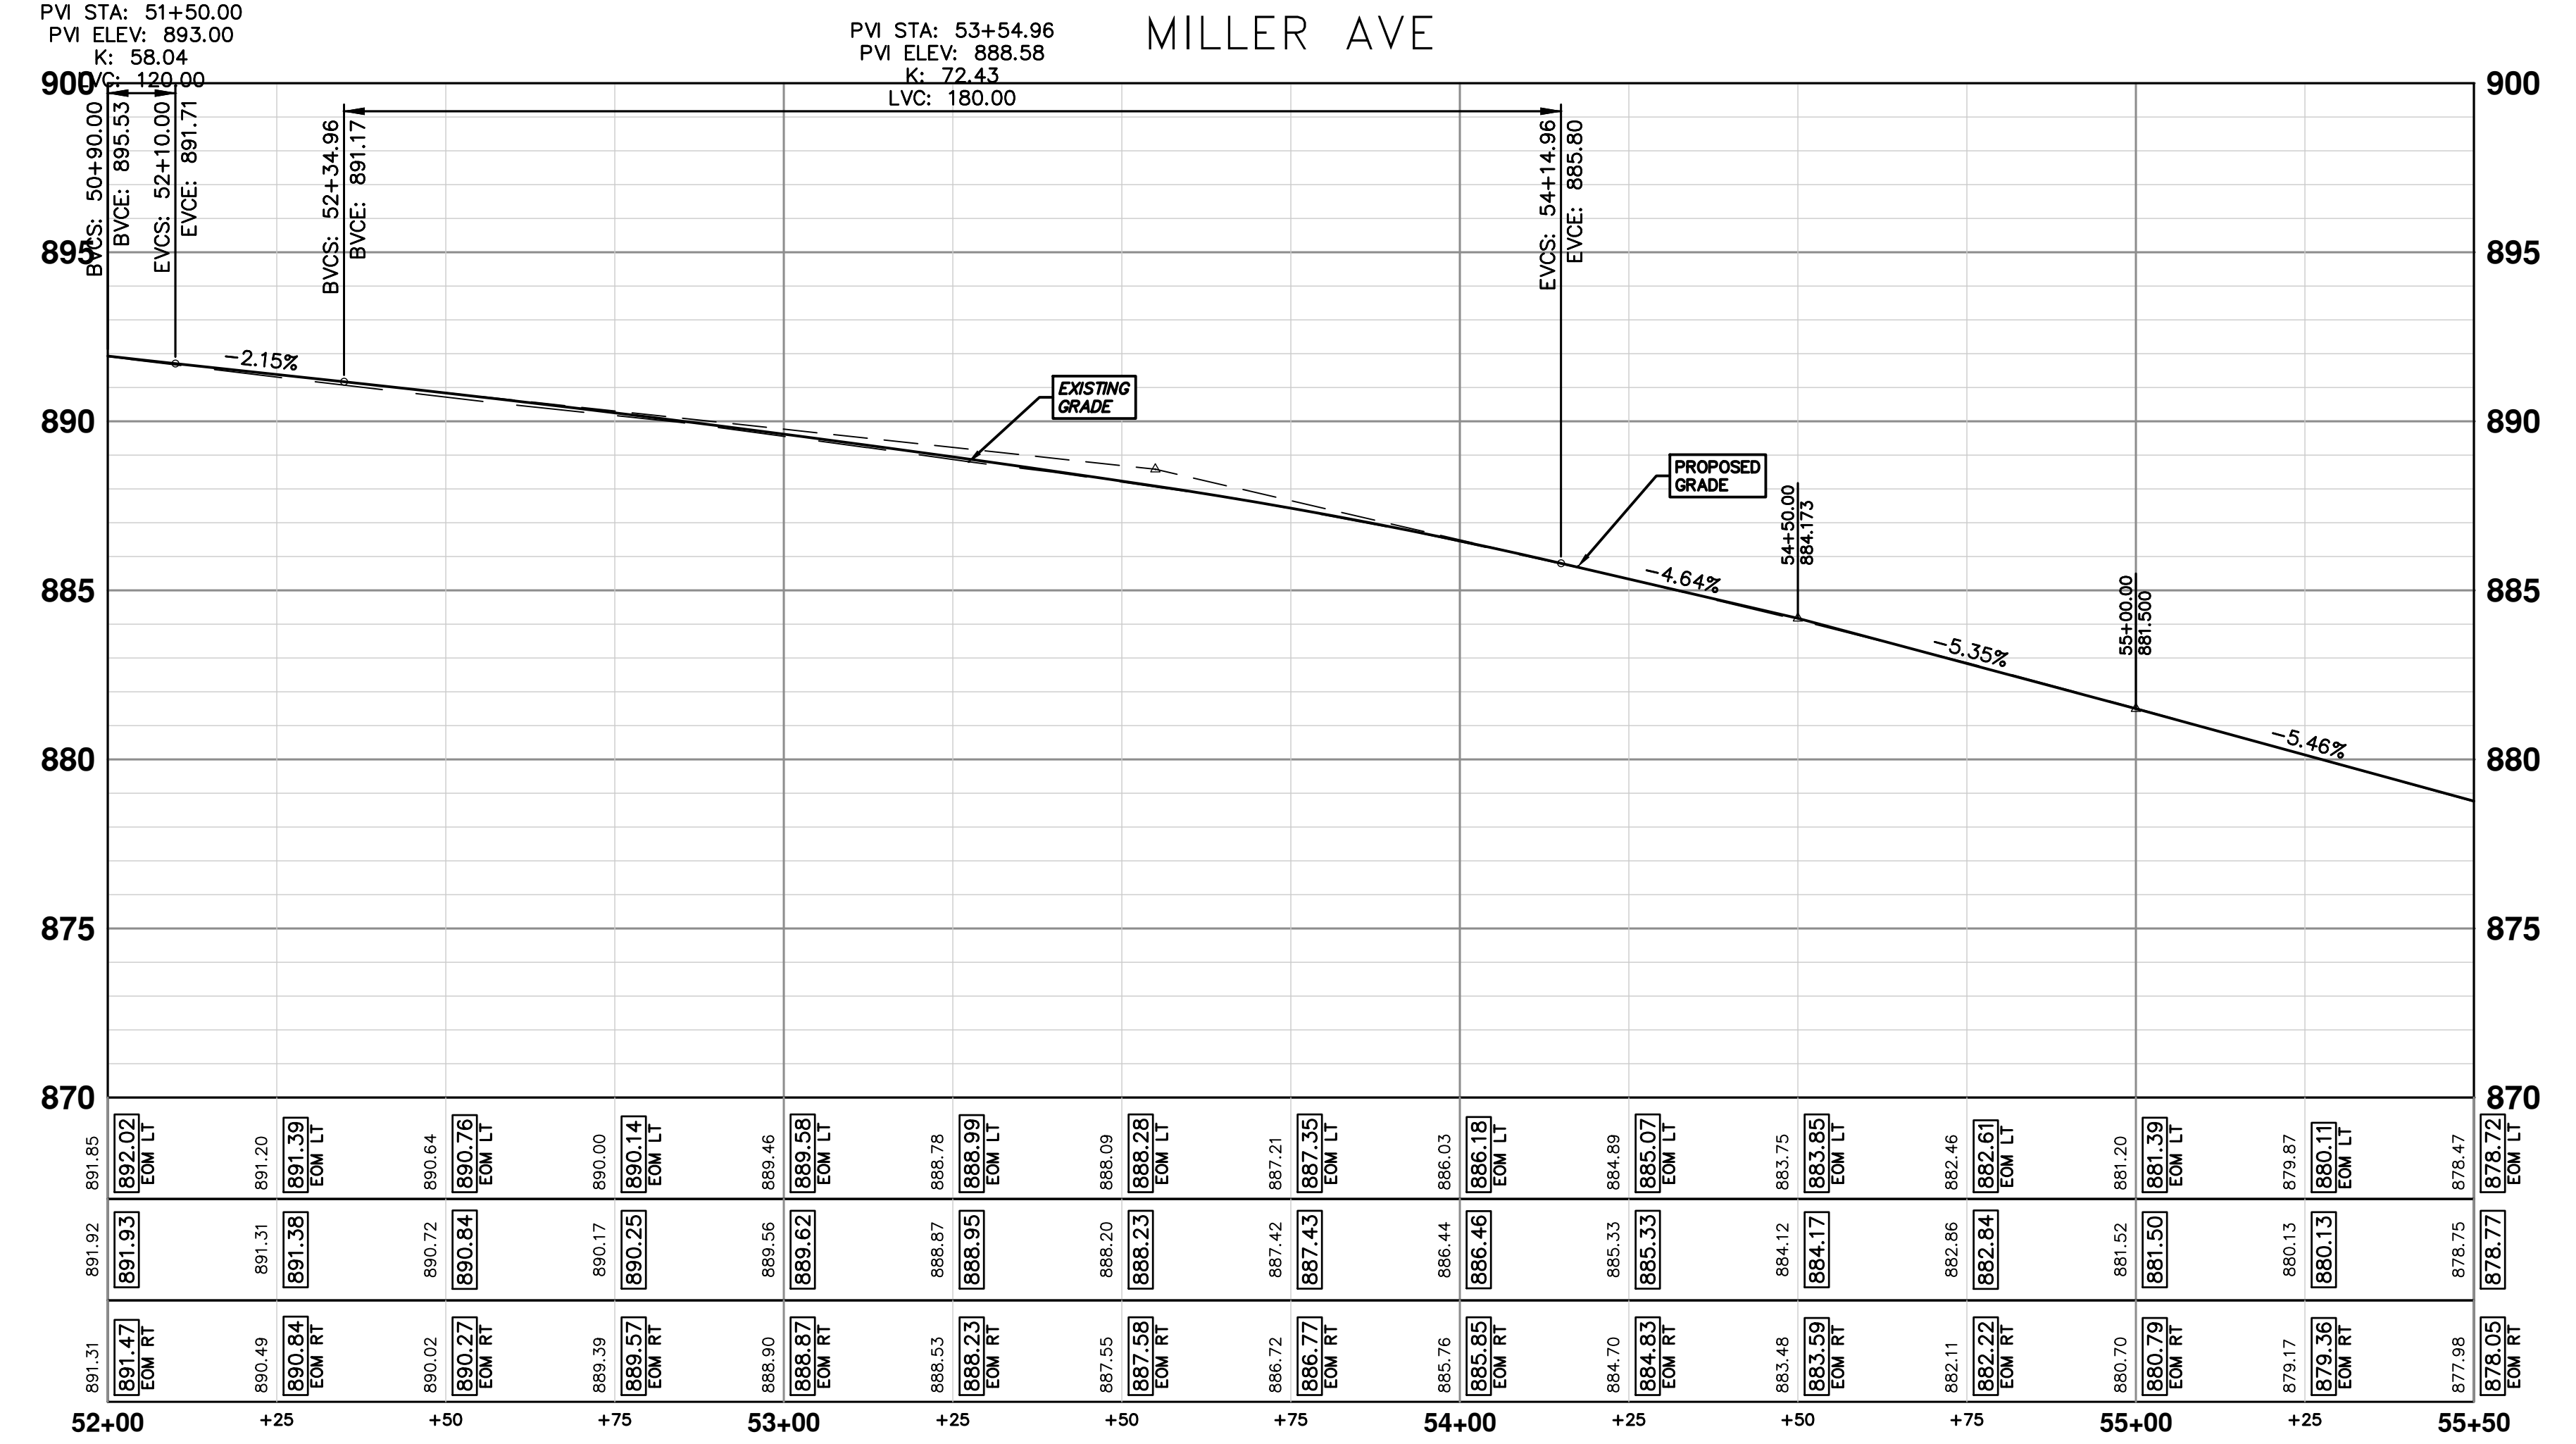 MILLER AVE
PVI STA: 51+50.00
PVI ELEV: 893.00
K: 58.04
LVC: 120.00
PVI STA: 53+54.96
PVI ELEV: 888.58
K: 72.43
LVC: 180.00
BVCS: 50+90.00
BVCE: 895.53
EVCS: 52+10.00
EVCE: 891.71
BVCS: 52+34.96
BVCE: 891.17
EVCS: 54+14.96
EVCE: 885.80
900
900
895
895
890
890
885
885
880
880
875
875
870
870
-2.15%
EXISTING
GRADE
PROPOSED
GRADE
-4.64%
54+50.00
884.173
-5.35%
55+00.00
881.500
-5.46%
891.85 892.02 EOM LT 891.20 891.39 EOM LT 890.64 890.76 EOM LT 890.00 890.14 EOM LT 889.46 889.58 EOM LT 888.78 888.99 EOM LT 888.09 888.28 EOM LT 887.21 887.35 EOM LT 886.03 886.18 EOM LT 884.89 885.07 EOM LT 883.75 883.85 EOM LT 882.46 882.61 EOM LT 881.20 881.39 EOM LT 879.87 880.11 EOM LT 878.47 878.72 EOM LT
891.92 891.93 891.31 891.38 890.72 890.84 890.17 890.25 889.56 889.62 888.87 888.95 888.20 888.23 887.42 887.43 886.44 886.46 885.33 885.33 884.12 884.17 882.86 882.84 881.52 881.50 880.13 880.13 878.75 878.77
891.31 891.47 EOM RT 890.49 890.84 EOM RT 890.02 890.27 EOM RT 889.39 889.57 EOM RT 888.90 888.87 EOM RT 888.53 888.23 EOM RT 887.55 887.58 EOM RT 886.72 886.77 EOM RT 885.76 885.85 EOM RT 884.70 884.83 EOM RT 883.48 883.59 EOM RT 882.11 882.22 EOM RT 880.70 880.79 EOM RT 879.17 879.36 EOM RT 877.98 878.05 EOM RT
52+00 +25 +50 +75 53+00 +25 +50 +75 54+00 +25 +50 +75 55+00 +25 55+50